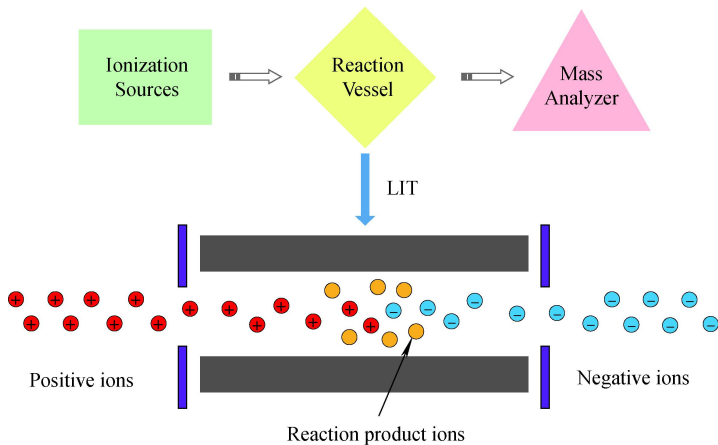 Ionization
Sources
Reaction
Vessel
Mass
Analyzer
LIT
Positive ions
Negative ions
Reaction product ions